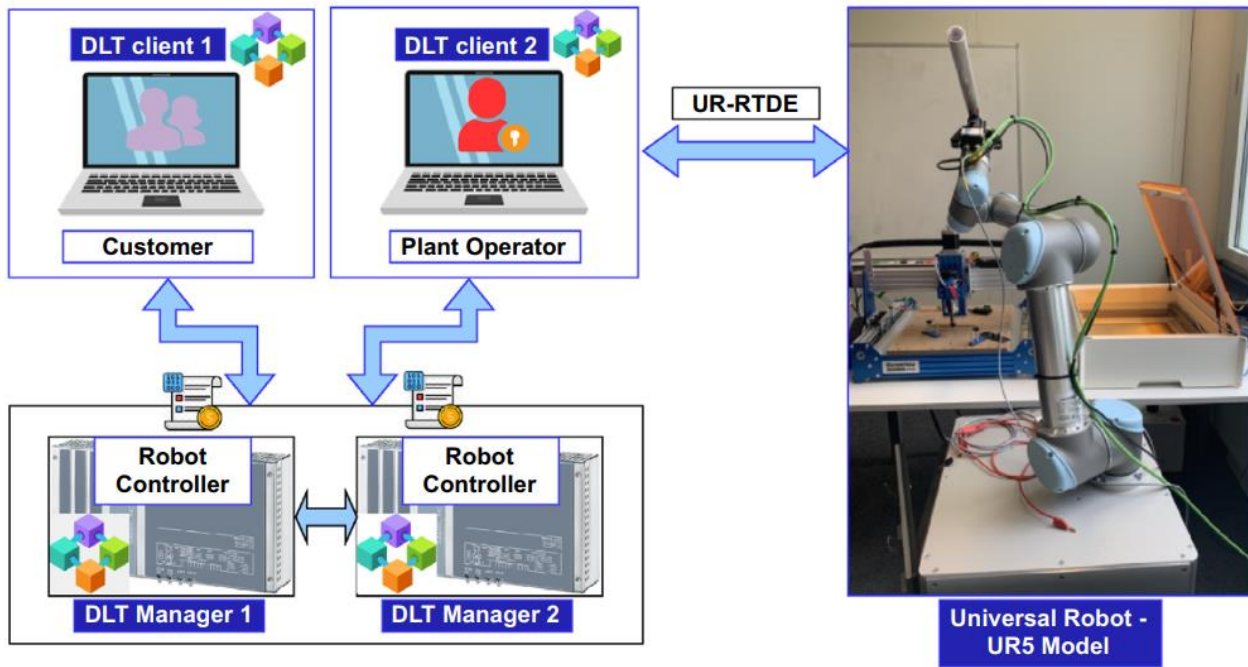 DLT client 1
DLT client 2
UR-RTDE
Customer
Plant Operator
Robot
Controller
Robot
Controller
DLT Manager 1
DLT Manager 2
Universal Robot -
UR5 Model